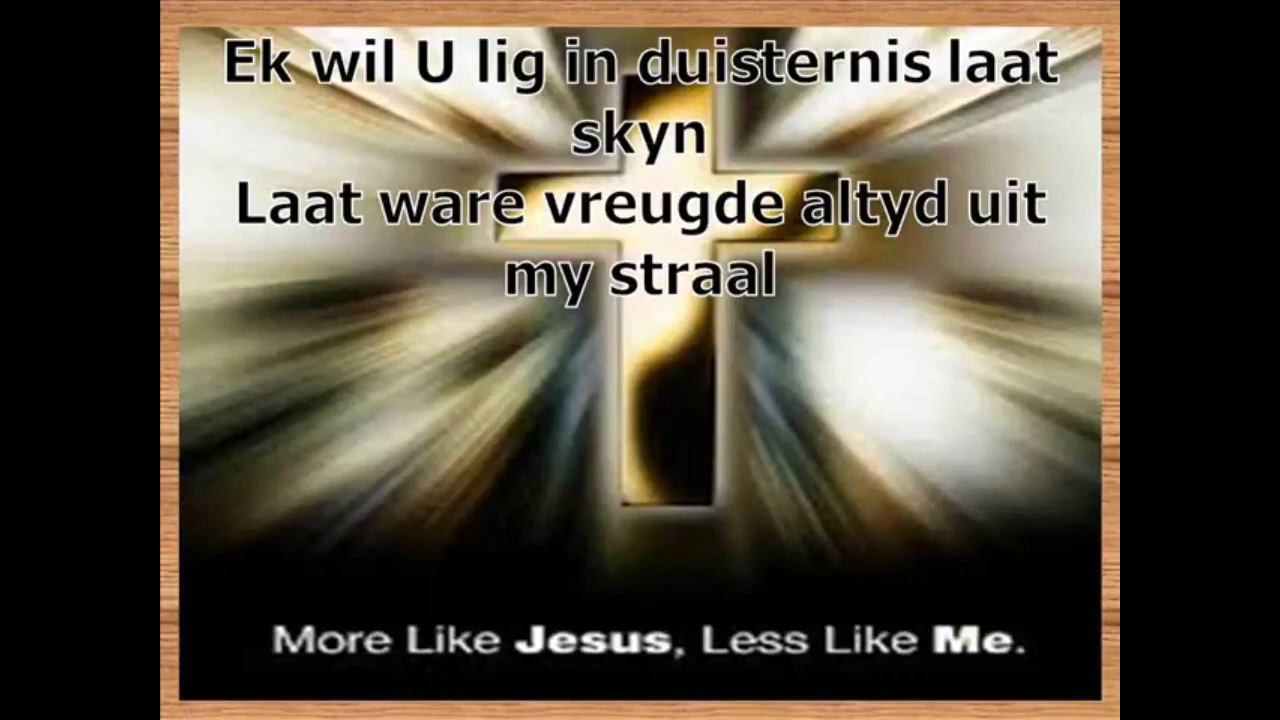 Ek wil U lig in duisternis laat
skyn
Laat ware vreugde altyd uit
my straal
More Like Jesus, Less Like Me.